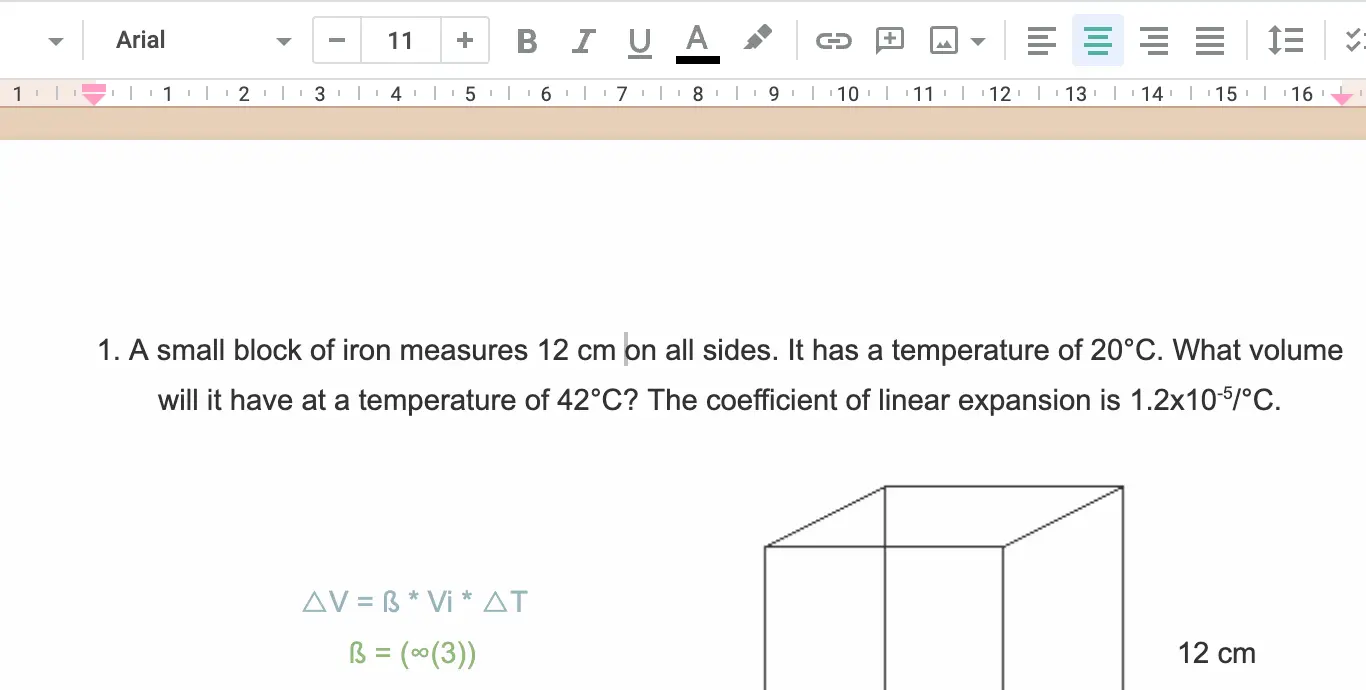 Arial
11
B I U A
1 1 2 3 4 5 6 7 8 9 10 11 12 13 14 15 16
1. A small block of iron measures 12 cm on all sides. It has a temperature of 20°C. What volume
will it have at a temperature of 42°C? The coefficient of linear expansion is 1.2x10⁻⁵/°C.
△V = ß * Vi * △T
ß = (∞(3))
12 cm